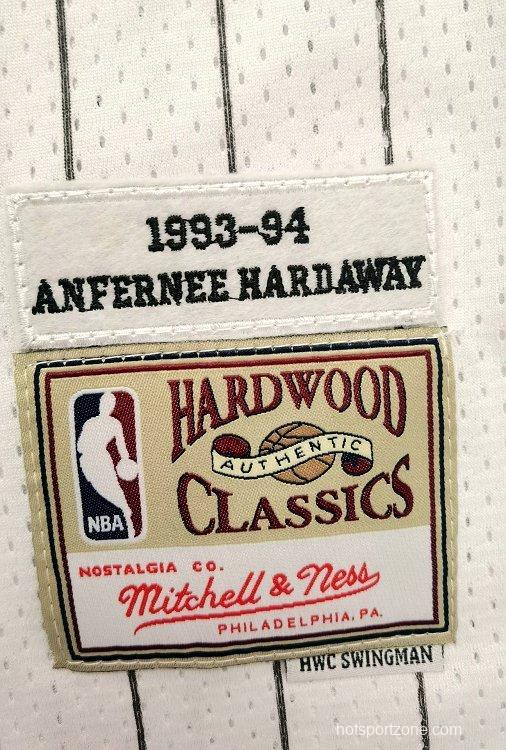 1993-94
ANFERNEE HARDAWAY
HARDWOOD
AUTHENTIC
CLASSICS
NBA
NOSTALGIA CO.
Mitchell & Ness
PHILADELPHIA, PA.
HWC SWINGMAN
hotsportzone.com